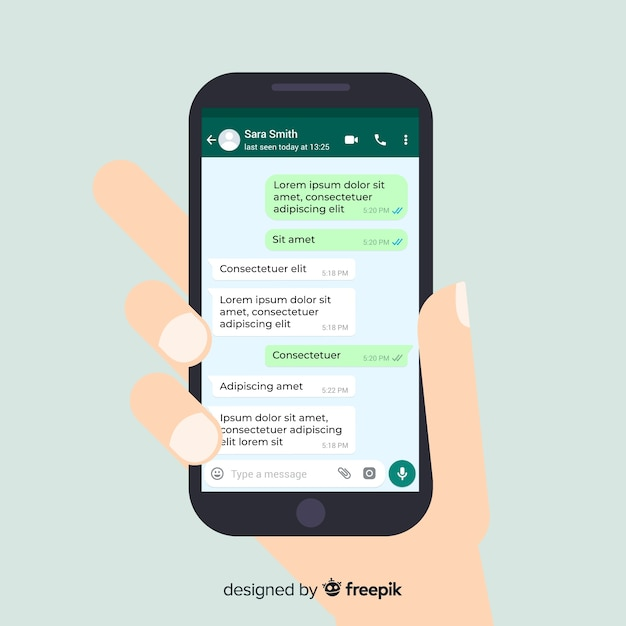 Sara Smith
last seen today at 13:25
Lorem ipsum dolor sit
amet, consectetuer
adipiscing elit 5:20 PM
Sit amet 5:20 PM
Consectetuer elit 5:18 PM
Lorem ipsum dolor sit
amet, consectetuer
adipiscing elit 5:18 PM
Consectetuer 5:20 PM
Adipiscing amet 5:22 PM
Ipsum dolor sit amet,
consectetuer adipiscing
elit lorem sit 5:18 PM
Type a message
designed by freepik